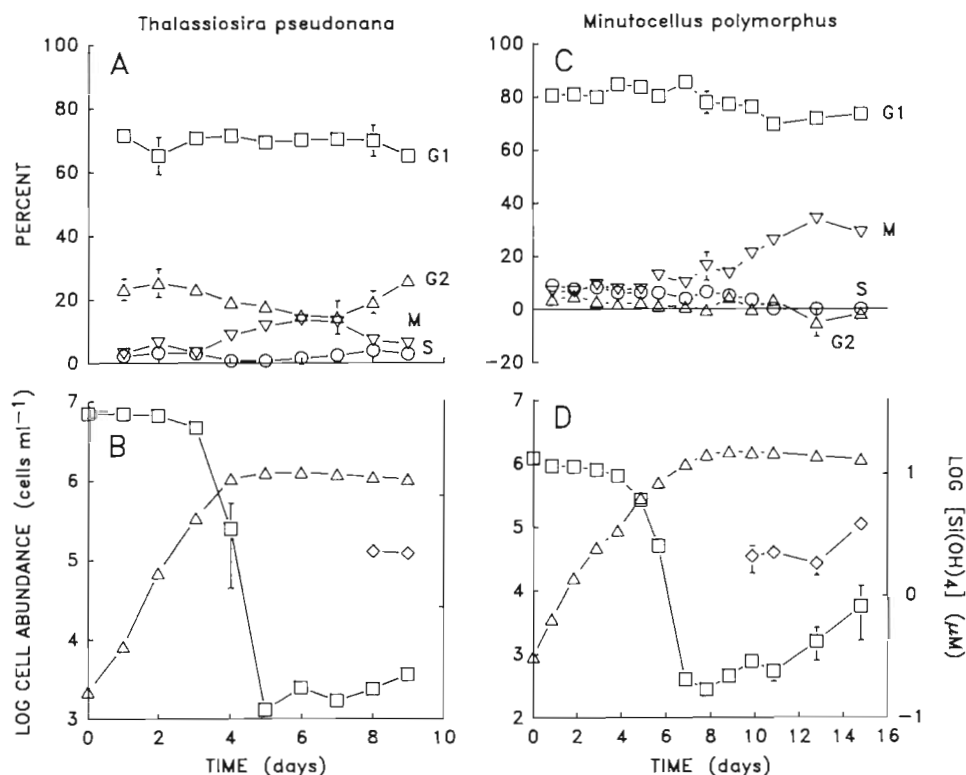 Thalassiosira pseudonana
Minutocellus polymorphus
A
C
PERCENT
100
80
60
40
20
0
G1
G2
M
S
100
80
60
40
20
0
-20
G1
M
S
G2
B
D
LOG CELL ABUNDANCE (cells ml−1)
7
6
5
4
3
0 2 4 6 8 10
TIME (days)
7
6
5
4
3
2
0 2 4 6 8 10 12 14 16
TIME (days)
1
0
-1
LOG [Si(OH)4] (μM)